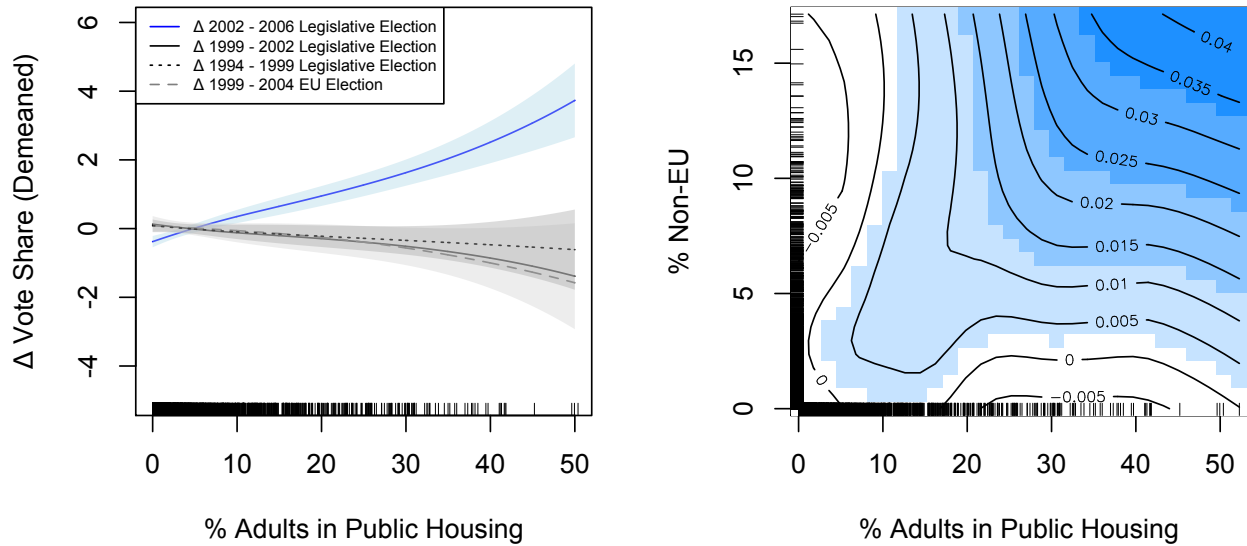 Δ 2002 - 2006 Legislative Election
Δ 1999 - 2002 Legislative Election
Δ 1994 - 1999 Legislative Election
Δ 1999 - 2004 EU Election
Δ Vote Share (Demeaned)
6
4
2
0
-2
-4
0 10 20 30 40 50
% Adults in Public Housing
% Non-EU
15
10
5
0
0.04
0.035
0.03
0.025
0.02
0.015
0.01
0.005
0
−0.005
−0.005
0
0 10 20 30 40 50
% Adults in Public Housing